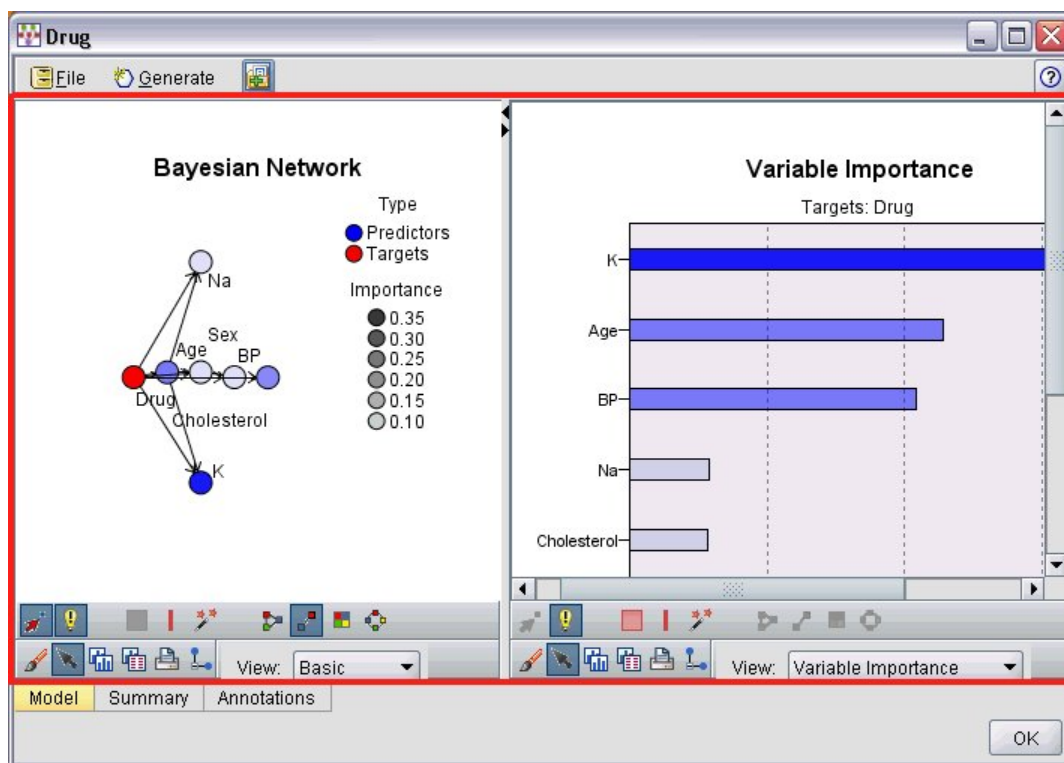 Drug
File Generate
Bayesian Network
Type
Predictors
Targets
Importance
0.35
0.30
0.25
0.20
0.15
0.10
Na
Sex
Age BP
Drug
Cholesterol
K
View: Basic
Variable Importance
Targets: Drug
K
Age
BP
Na
Cholesterol
View: Variable Importance
Model Summary Annotations
OK